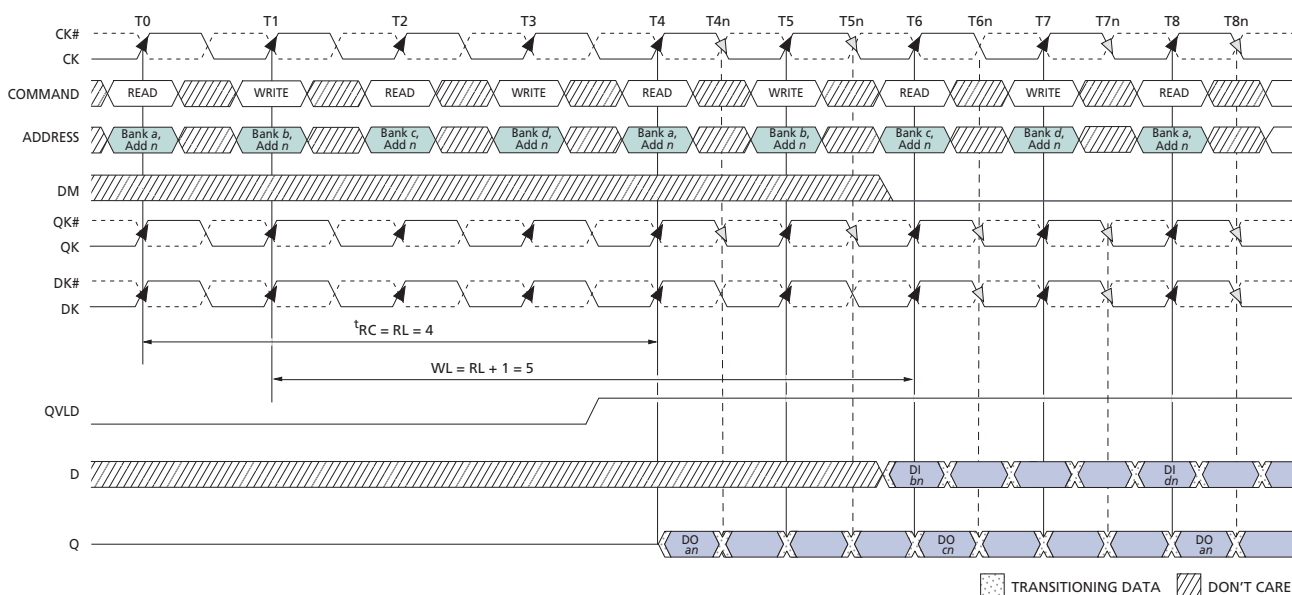 T0 T1 T2 T3 T4 T4n T5 T5n T6 T6n T7 T7n T8 T8n
CK#
CK
COMMAND READ WRITE READ WRITE READ WRITE READ WRITE READ
ADDRESS Bank a, Bank b, Bank c, Bank d, Bank a, Bank b, Bank c, Bank d, Bank a,
Add n Add n Add n Add n Add n Add n Add n Add n Add n
DM
QK#
QK
DK#
DK
tRC = RL = 4
WL = RL + 1 = 5
QVLD
D DI DI
bn dn
Q DO DO DO
an cn an
TRANSITIONING DATA DON'T CARE